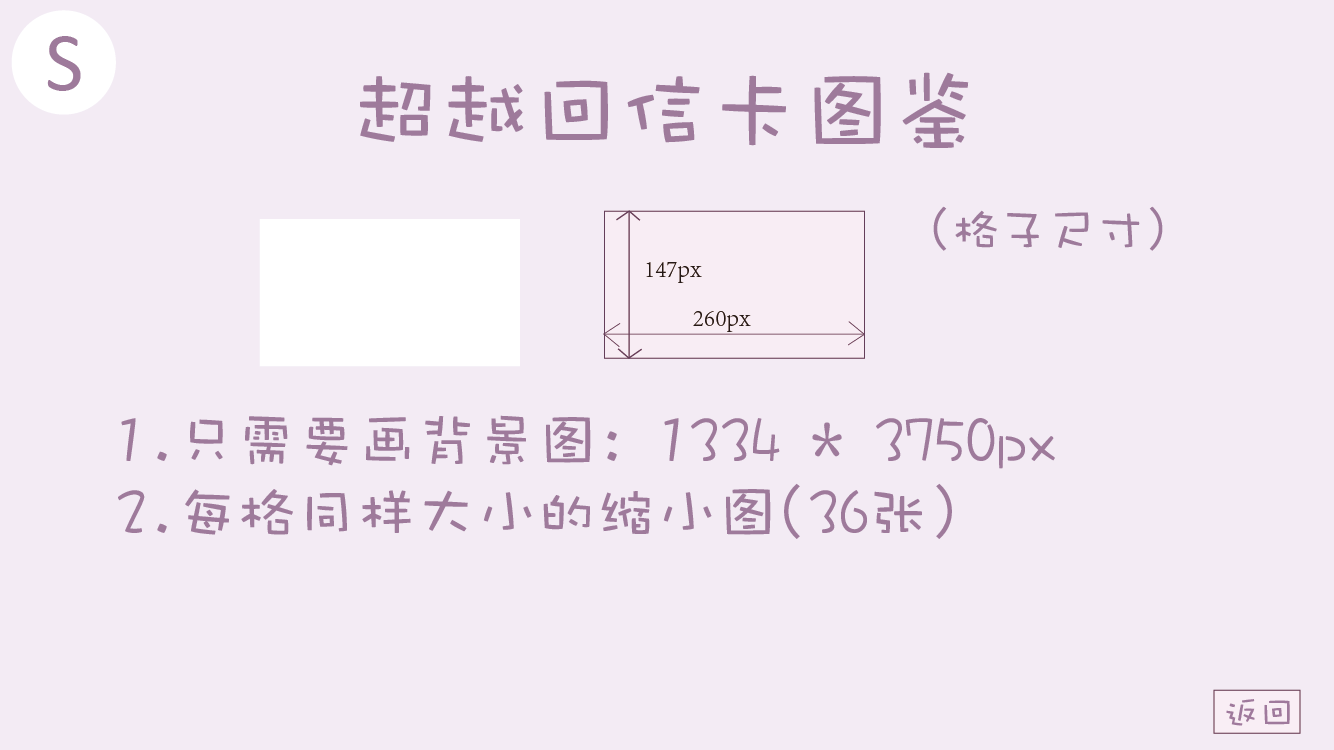 S
超越回信卡图鉴
(格子尺寸)
147px
260px
1.只需要画背景图: 1334 * 3750px
2.每格同样大小的缩小图(36张)
返回